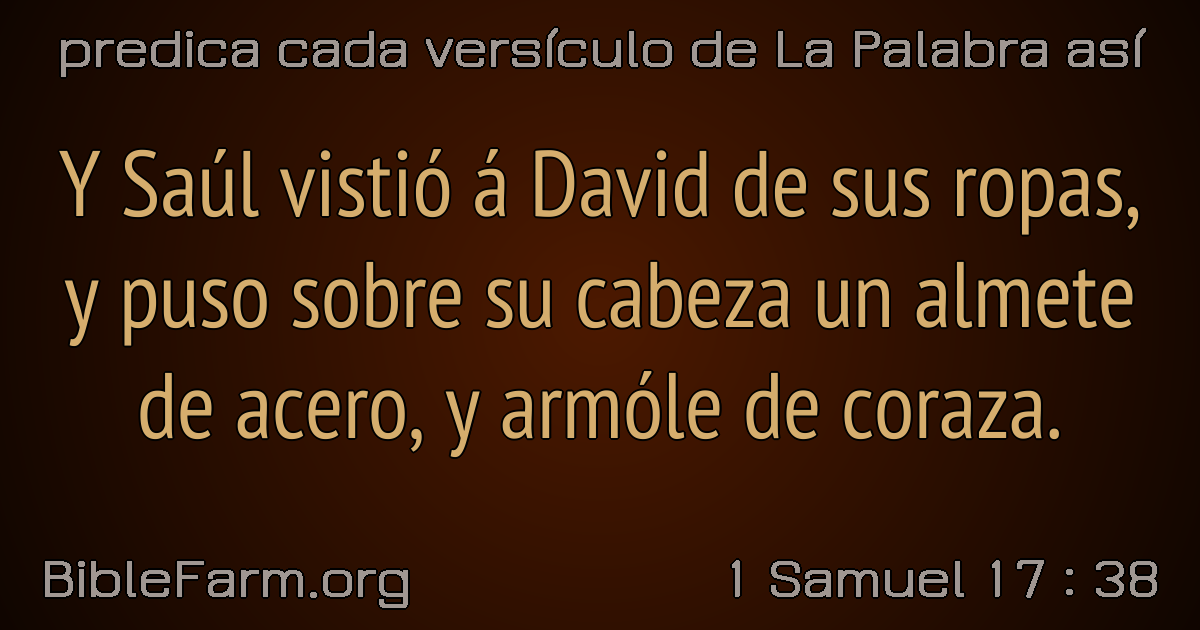 predica cada versículo de La Palabra así
Y Saúl vistió á David de sus ropas,
y puso sobre su cabeza un almete
de acero, y armóle de coraza.
BibleFarm.org
1 Samuel 17 : 38